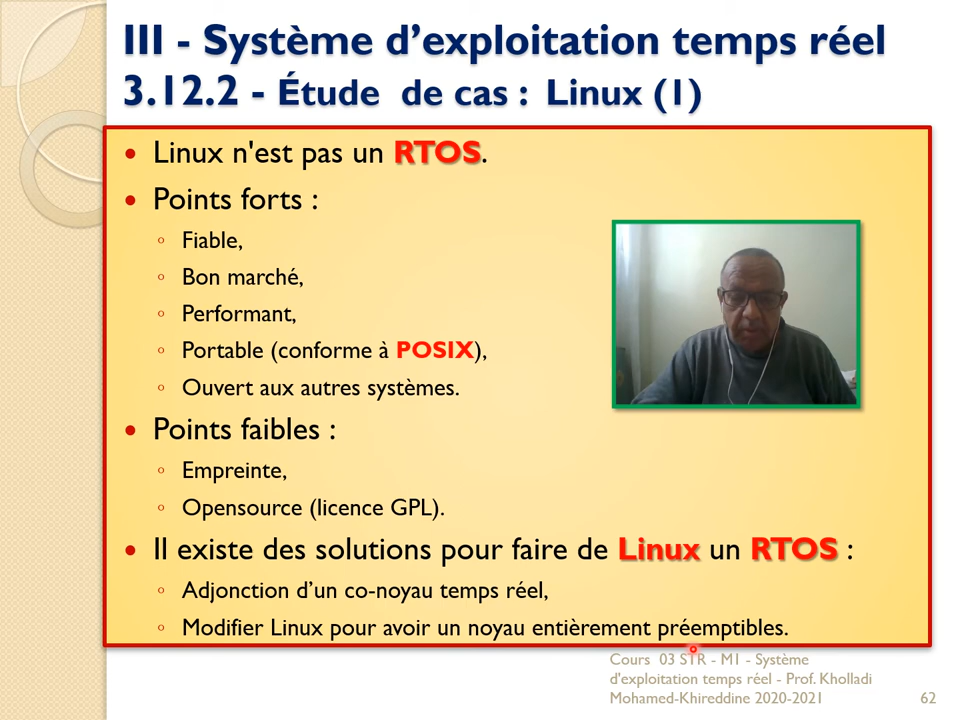 III - Système d’exploitation temps réel
3.12.2 - Étude de cas : Linux (1)
• Linux n'est pas un RTOS.
• Points forts :
◦ Fiable,
◦ Bon marché,
◦ Performant,
◦ Portable (conforme à POSIX),
◦ Ouvert aux autres systèmes.
• Points faibles :
◦ Empreinte,
◦ Opensource (licence GPL).
• Il existe des solutions pour faire de Linux un RTOS :
◦ Adjonction d’un co-noyau temps réel,
◦ Modifier Linux pour avoir un noyau entièrement préemptibles.
Cours 03 STR - M1 - Système
d'exploitation temps réel - Prof. Kholladi
Mohamed-Khireddine 2020-2021
62